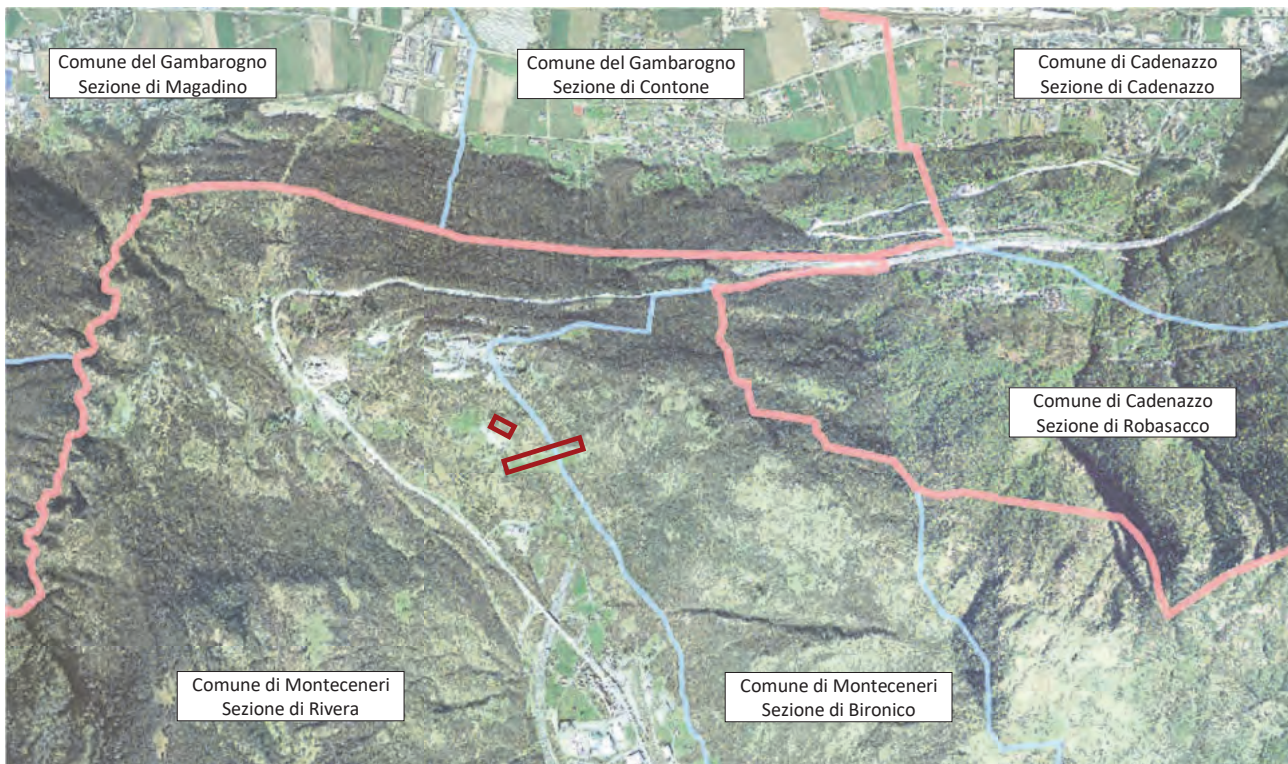 Comune del Gambarogno
Sezione di Magadino
Comune del Gambarogno
Sezione di Contone
Comune di Cadenazzo
Sezione di Cadenazzo
Comune di Cadenazzo
Sezione di Robasacco
Comune di Monteceneri
Sezione di Rivera
Comune di Monteceneri
Sezione di Bironico